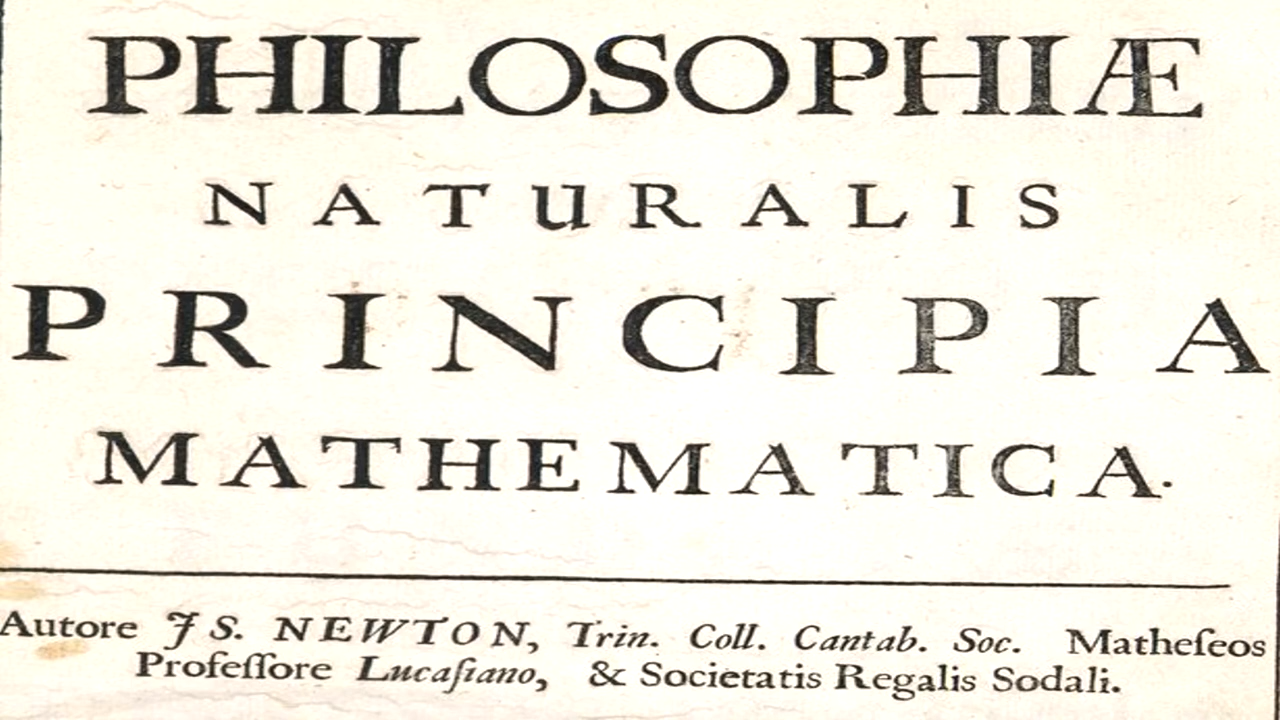 PHILOSOPHIÆ
NATURALIS
PRINCIPIA
MATHEMATICA.
Autore JS. NEWTON, Trin. Coll. Cantab. Soc. Matheſeos
Profeſſore Lucaſiano, & Societatis Regalis Sodali.